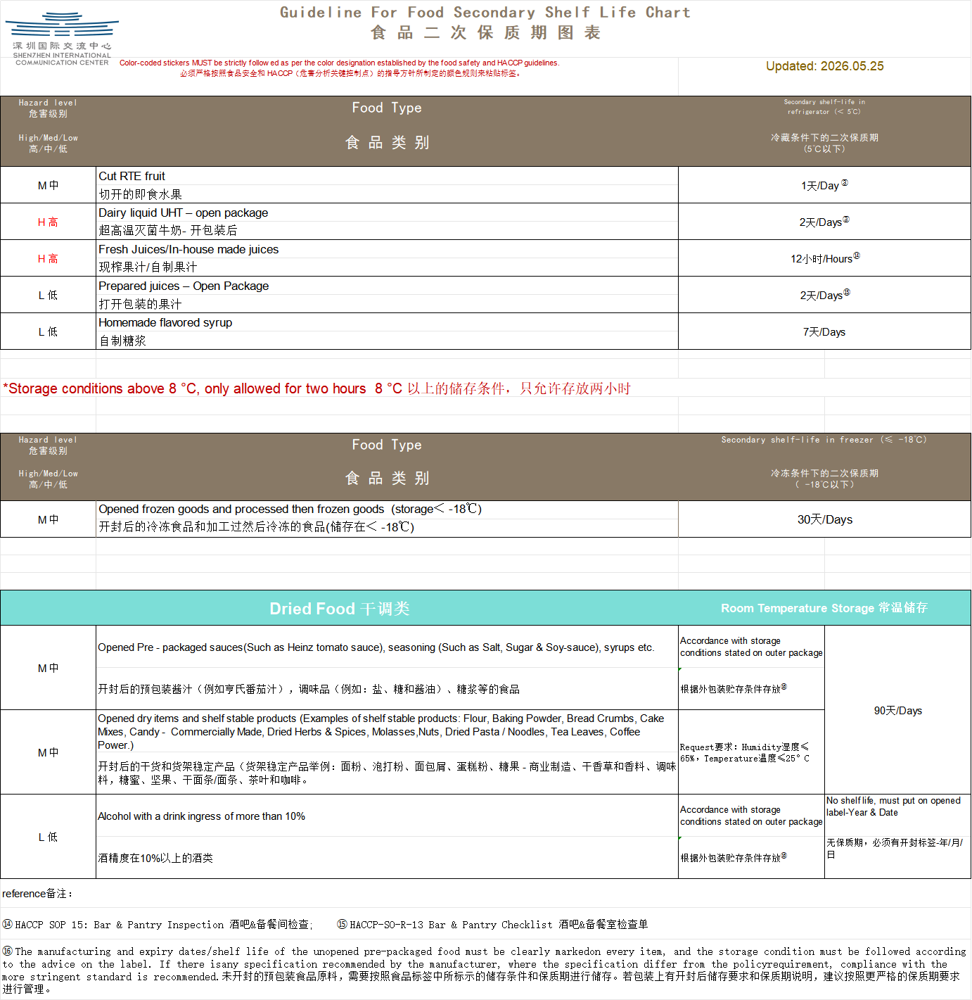 Guideline For Food Secondary Shelf Life Chart
食品二次保质期图表
深圳国际交流中心
SHENZHEN INTERNATIONAL
COMMUNICATION CENTER
Color-coded stickers MUST be strictly followed as per the color designation established by the food safety and HACCP guidelines.
必须严格按照食品安全和 HACCP（危害分析关键控制点）的指导方针所制定的颜色规则来粘贴标签。
Updated: 2026.05.25
Hazard level
危害级别
High/Med/Low
高/中/低
Food Type
食品类别
Secondary shelf-life in
refrigerator (< 5℃)
冷藏条件下的二次保质期
(5℃以下)
M 中
Cut RTE fruit
切开的即食水果
1天/Day
H 高
Dairy liquid UHT – open package
超高温灭菌牛奶- 开包装后
2天/Days
H 高
Fresh Juices/In-house made juices
现榨果汁/自制果汁
12小时/Hours⑭
L 低
Prepared juices – Open Package
打开包装的果汁
2天/Days⑮
L 低
Homemade flavored syrup
自制糖浆
7天/Days
*Storage conditions above 8 °C, only allowed for two hours  8 °C 以上的储存条件，只允许存放两小时
Hazard level
危害级别
High/Med/Low
高/中/低
Food Type
食品类别
Secondary shelf-life in freezer (≤ -18℃)
冷冻条件下的二次保质期
（ -18℃以下）
M 中
Opened frozen goods and processed then frozen goods  (storage＜ -18℃)
开封后的冷冻食品和加工过然后冷冻的食品(储存在＜ -18℃)
30天/Days
Dried Food 干调类
Room Temperature Storage 常温储存
M 中
Opened Pre - packaged sauces(Such as Heinz tomato sauce), seasoning (Such as Salt, Sugar & Soy-sauce), syrups etc.
开封后的预包装酱汁（例如亨氏番茄汁），调味品（例如：盐、糖和酱油）、糖浆等的食品
Accordance with storage
conditions stated on outer package
根据外包装贮存条件存放⑯
90天/Days
M 中
Opened dry items and shelf stable products (Examples of shelf stable products: Flour, Baking Powder, Bread Crumbs, Cake
Mixes, Candy -  Commercially Made, Dried Herbs & Spices, Molasses,Nuts, Dried Pasta / Noodles, Tea Leaves, Coffee
Power.)
开封后的干货和货架稳定产品（货架稳定产品举例：面粉、泡打粉、面包屑、蛋糕粉、糖果 - 商业制造、干香草和香料、调味
料，糖蜜、坚果、干面条/面条、茶叶和咖啡。
Request要求：Humidity湿度≤
65%，Temperature温度≤25°C
L 低
Alcohol with a drink ingress of more than 10%
酒精度在10%以上的酒类
Accordance with storage
conditions stated on outer package
根据外包装贮存条件存放⑯
No shelf life, must put on opened
label-Year & Date
无保质期，必须有开封标签-年/月/
日
reference备注：
⑭ HACCP SOP 15: Bar & Pantry Inspection 酒吧&备餐间检查;    ⑮ HACCP-SO-R-13 Bar & Pantry Checklist 酒吧&备餐室检查单
⑯ The manufacturing and expiry dates/shelf life of the unopened pre-packaged food must be clearly markedon every item, and the storage condition must be followed according
to the advice on the label. If there isany specification recommended by the manufacturer, where the specification differ from the policyrequirement, compliance with the
more stringent standard is recommended.未开封的预包装食品原料，需要按照食品标签中所标示的储存条件和保质期进行储存。若包装上有开封后储存要求和保质期说明，建议按照更严格的保质期要求
进行管理。